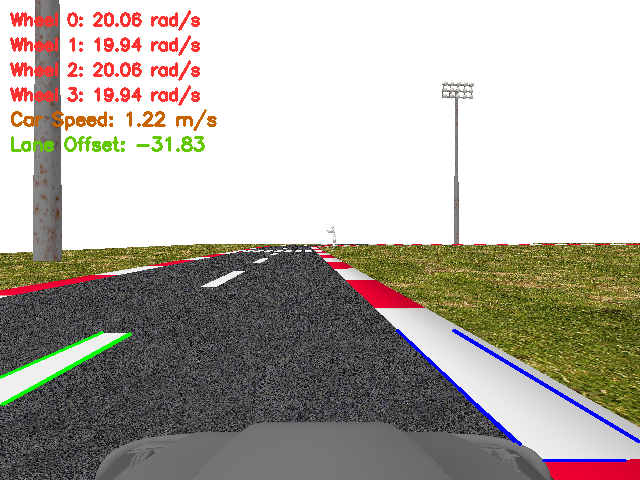 Wheel 0: 20.06 rad/s
Wheel 1: 19.94 rad/s
Wheel 2: 20.06 rad/s
Wheel 3: 19.94 rad/s
Car Speed: 1.22 m/s
Lane Offset: -31.83